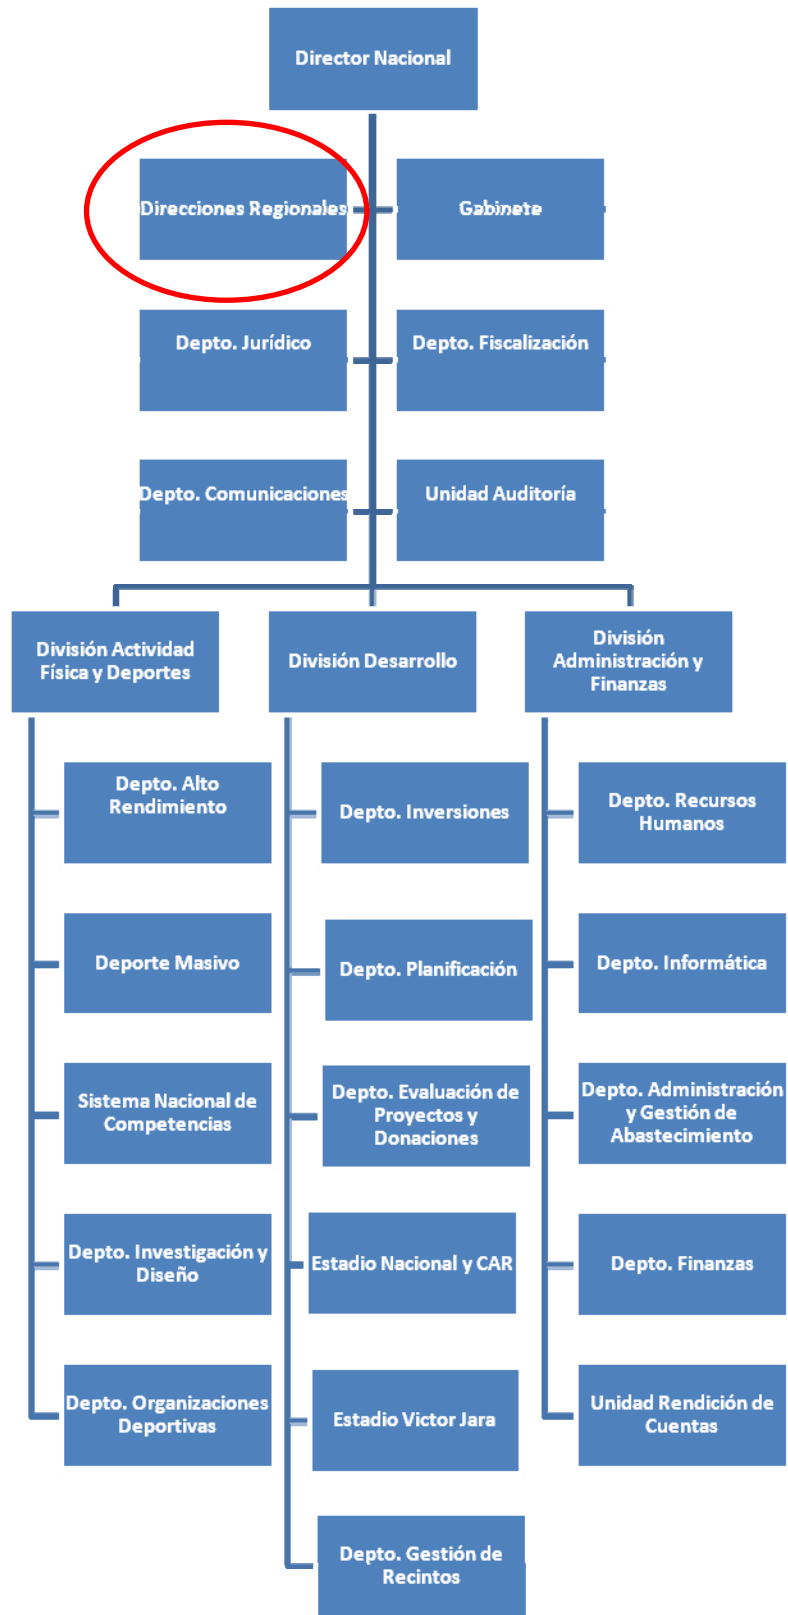 Director Nacional
Direcciones Regionales
Gabinete
Depto. Jurídico
Depto. Fiscalización
Depto. Comunicaciones
Unidad Auditoría
División Actividad
Física y Deportes
División Desarrollo
División
Administración y
Finanzas
Depto. Alto
Rendimiento
Deporte Masivo
Sistema Nacional de
Competencias
Depto. Investigación y
Diseño
Depto. Organizaciones
Deportivas
Depto. Inversiones
Depto. Planificación
Depto. Evaluación de
Proyectos y
Donaciones
Estadio Nacional y CAR
Estadio Victor Jara
Depto. Gestión de
Recintos
Depto. Recursos
Humanos
Depto. Informática
Depto. Administración
y Gestión de
Abastecimiento
Depto. Finanzas
Unidad Rendición de
Cuentas